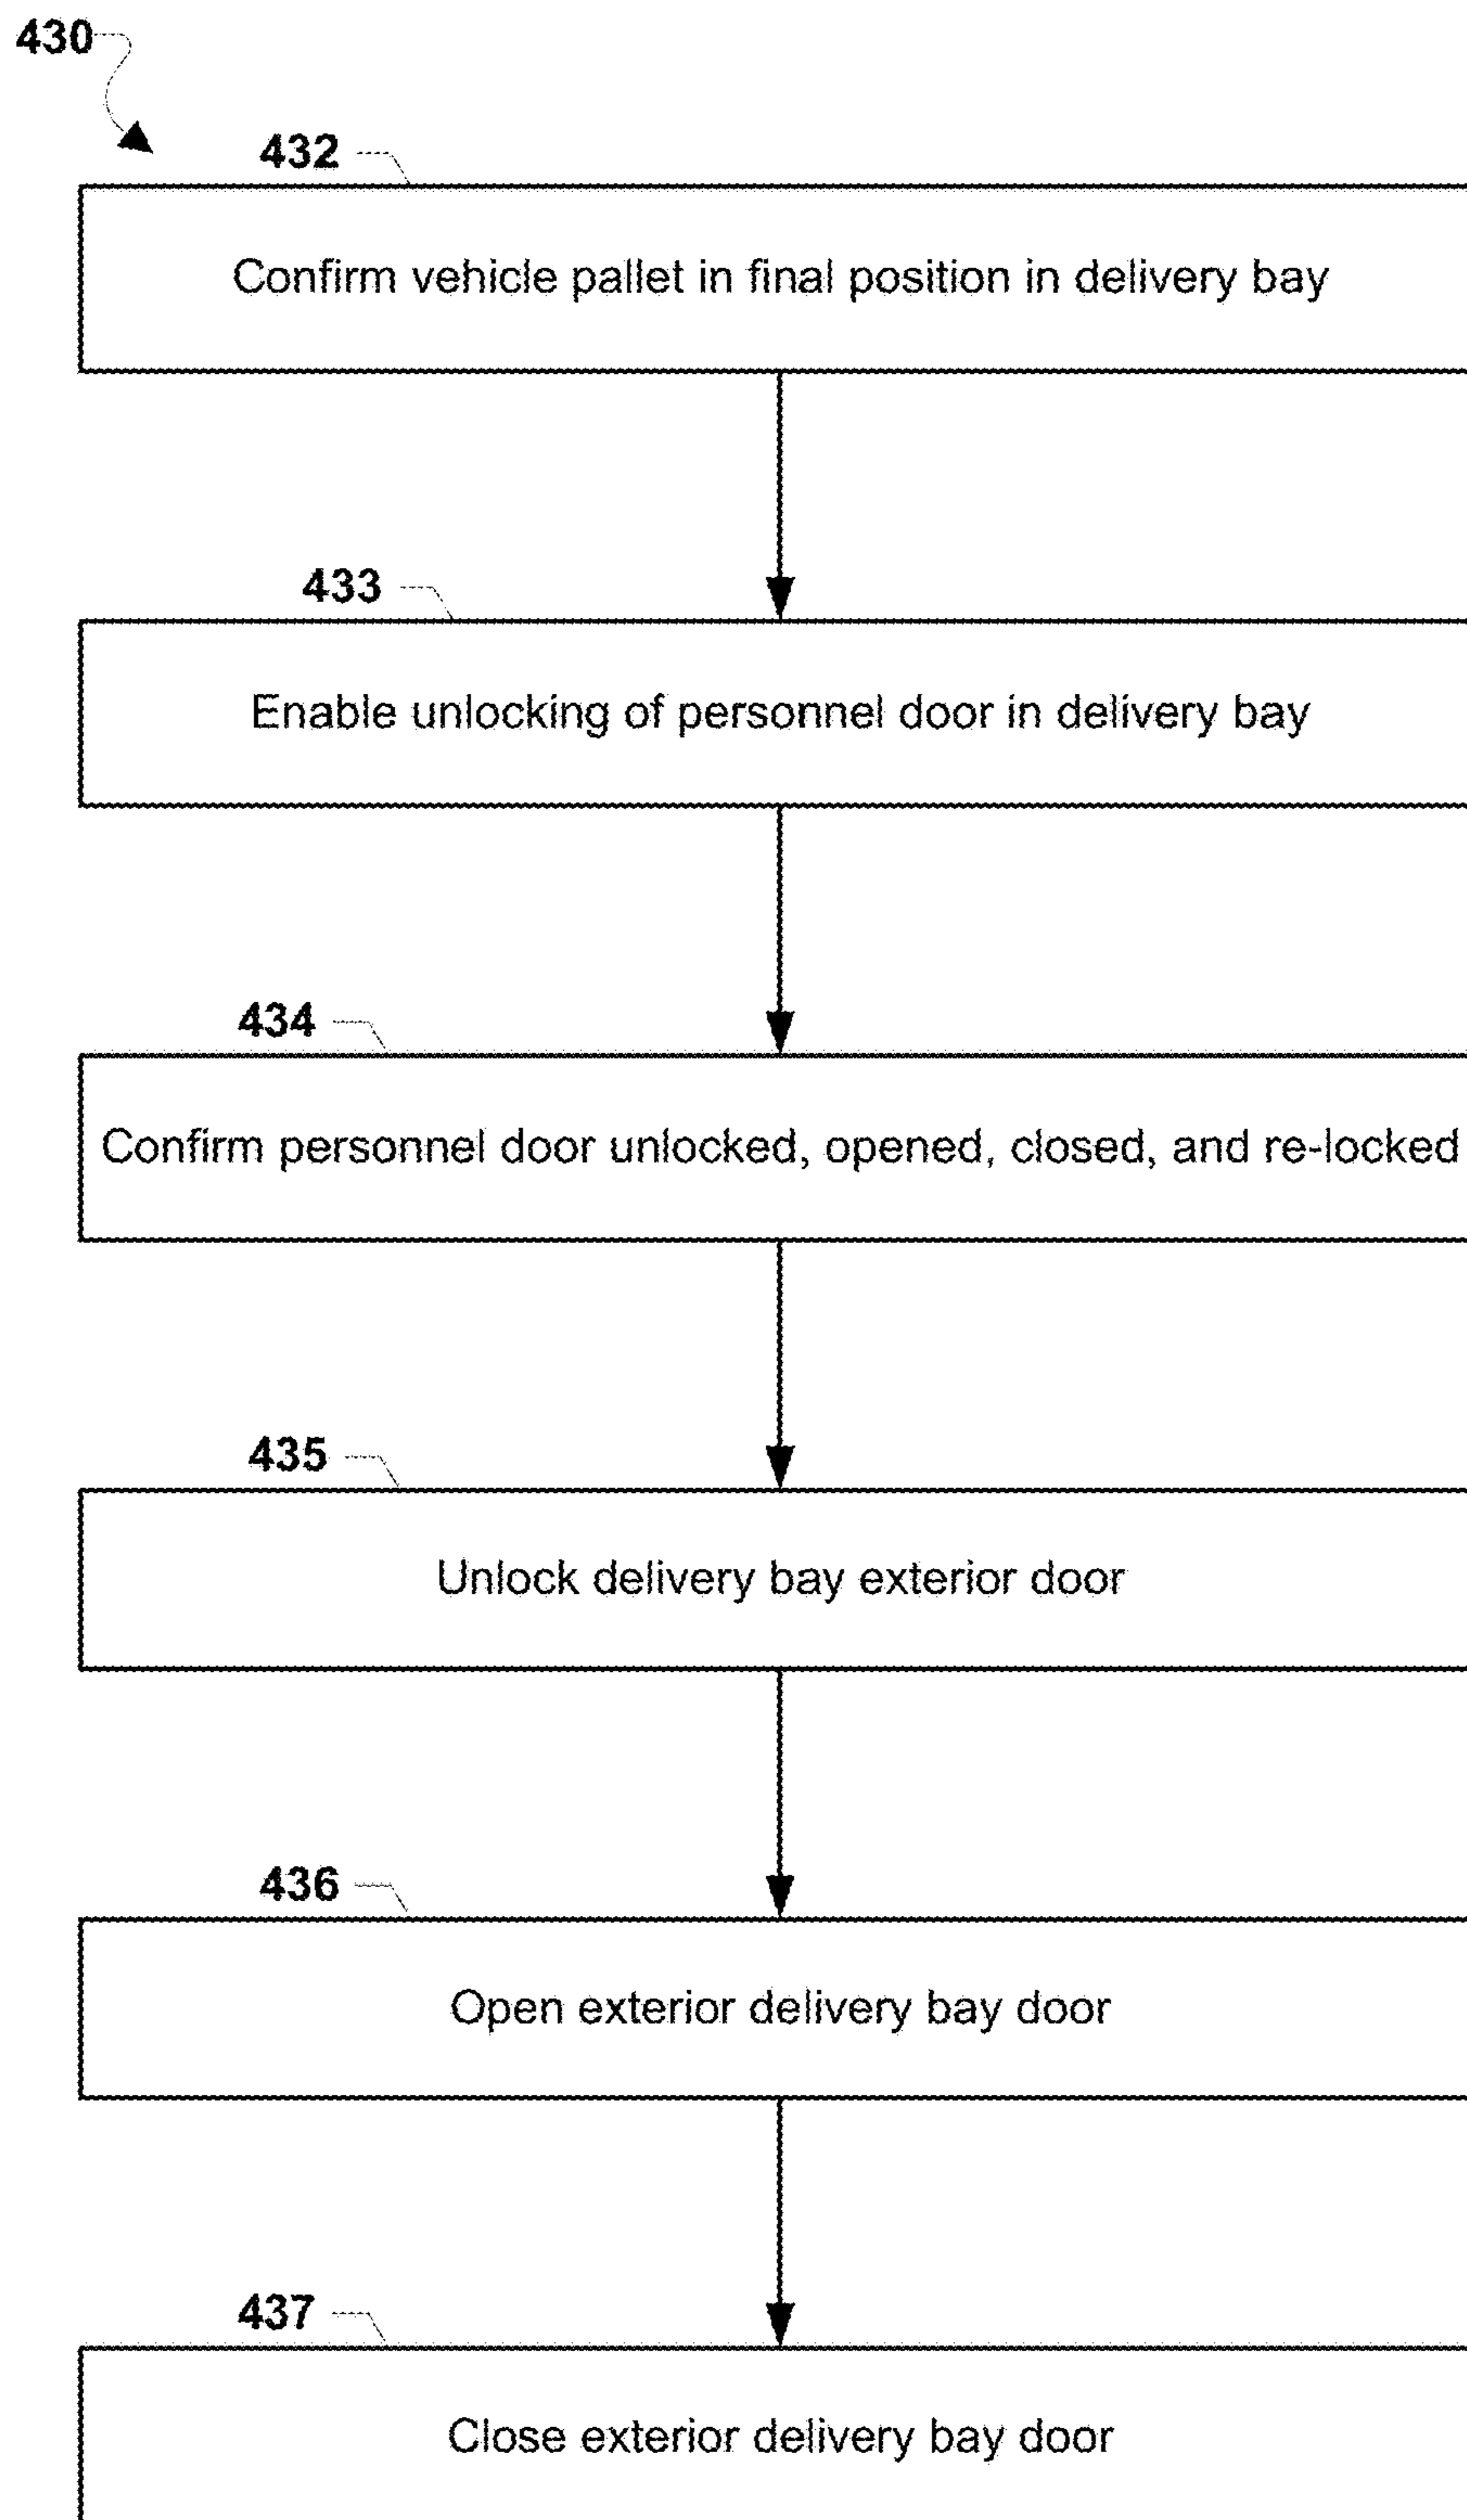 430
432
Confirm vehicle pallet in final position in delivery bay
433
Enable unlocking of personnel door in delivery bay
434
Confirm personnel door unlocked, opened, closed, and re-locked
435
Unlock delivery bay exterior door
436
Open exterior delivery bay door
437
Close exterior delivery bay door